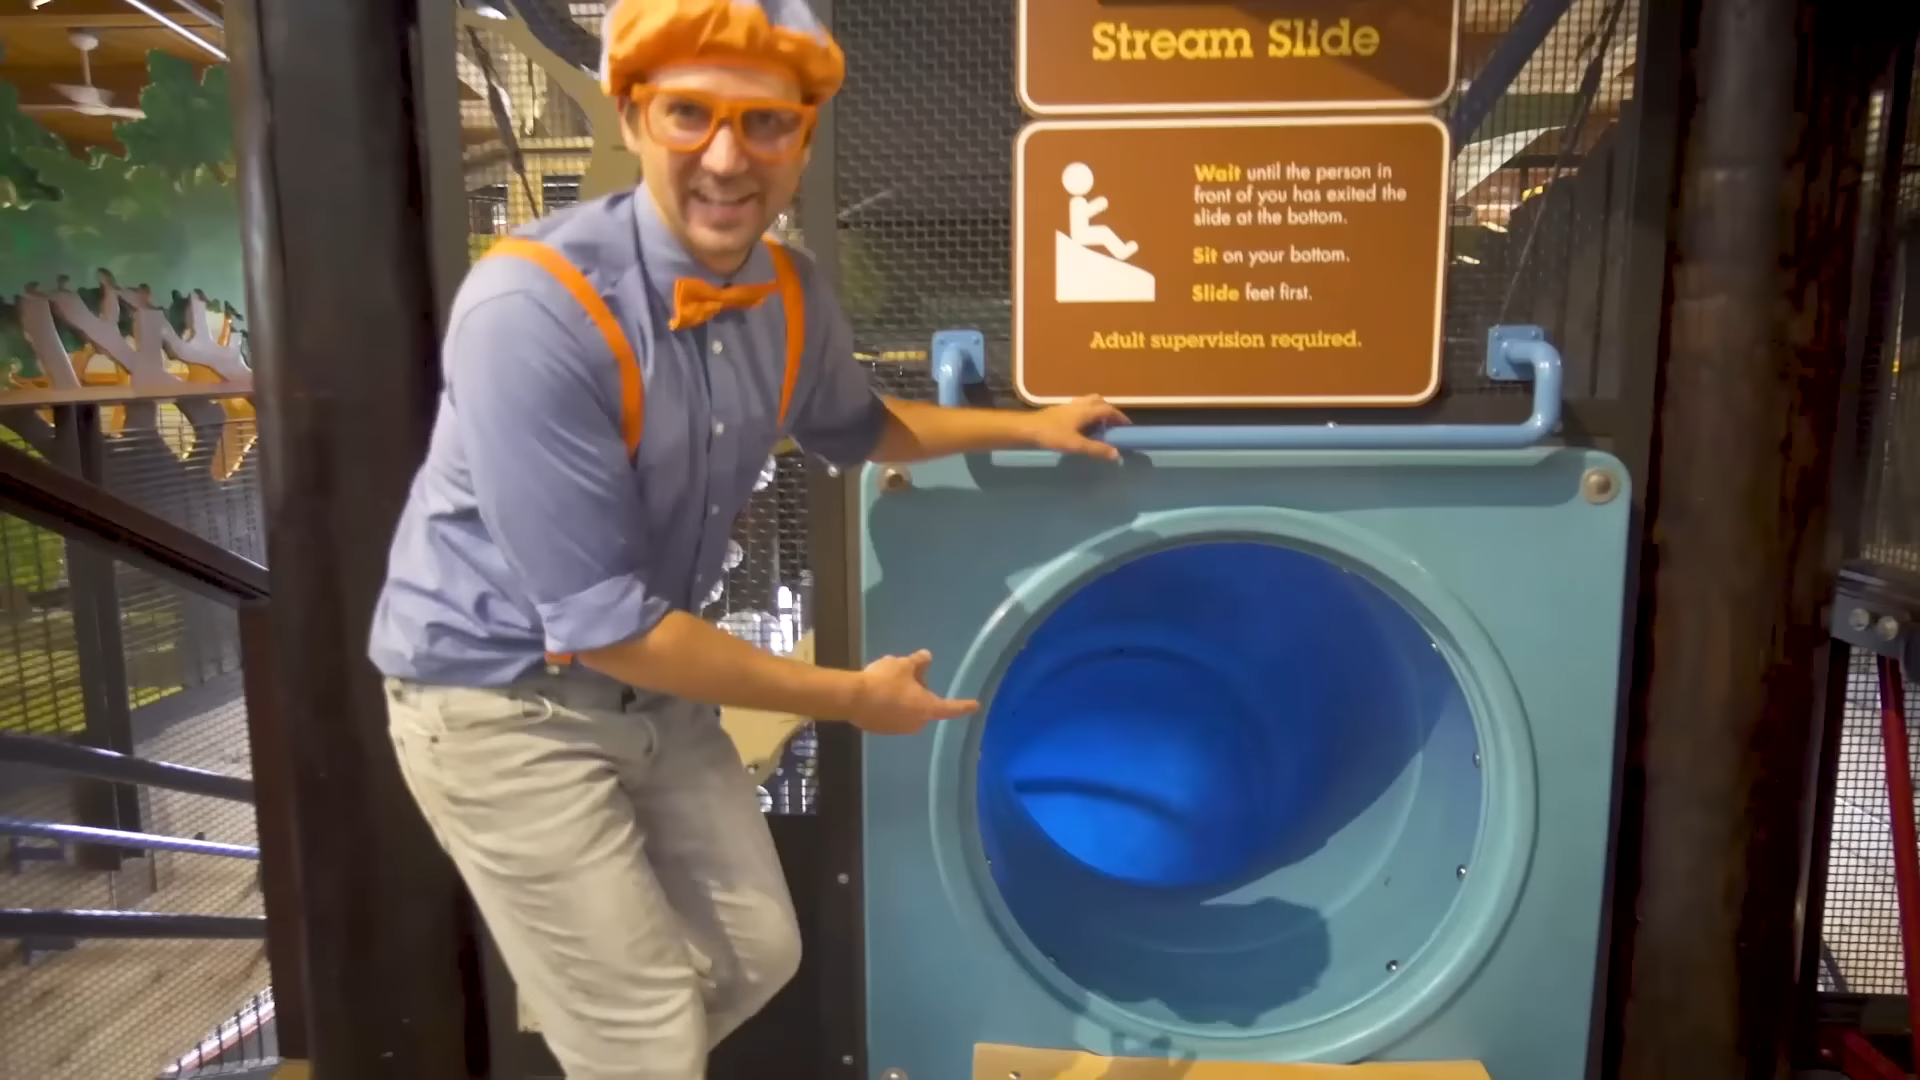 Stream Slide
Wait until the person in
front of you has exited the
slide at the bottom.
Sit on your bottom.
Slide feet first.
Adult supervision required.